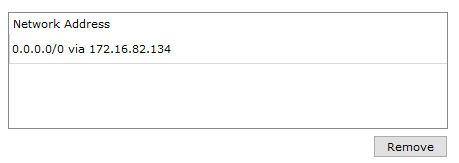 Network Address
0.0.0.0/0 via 172.16.82.134
Remove